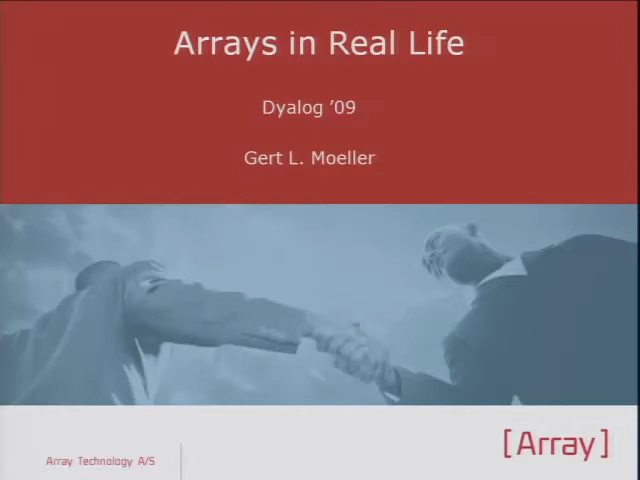 Arrays in Real Life
Dyalog '09
Gert L. Moeller
[Array]
Array Technology A/S